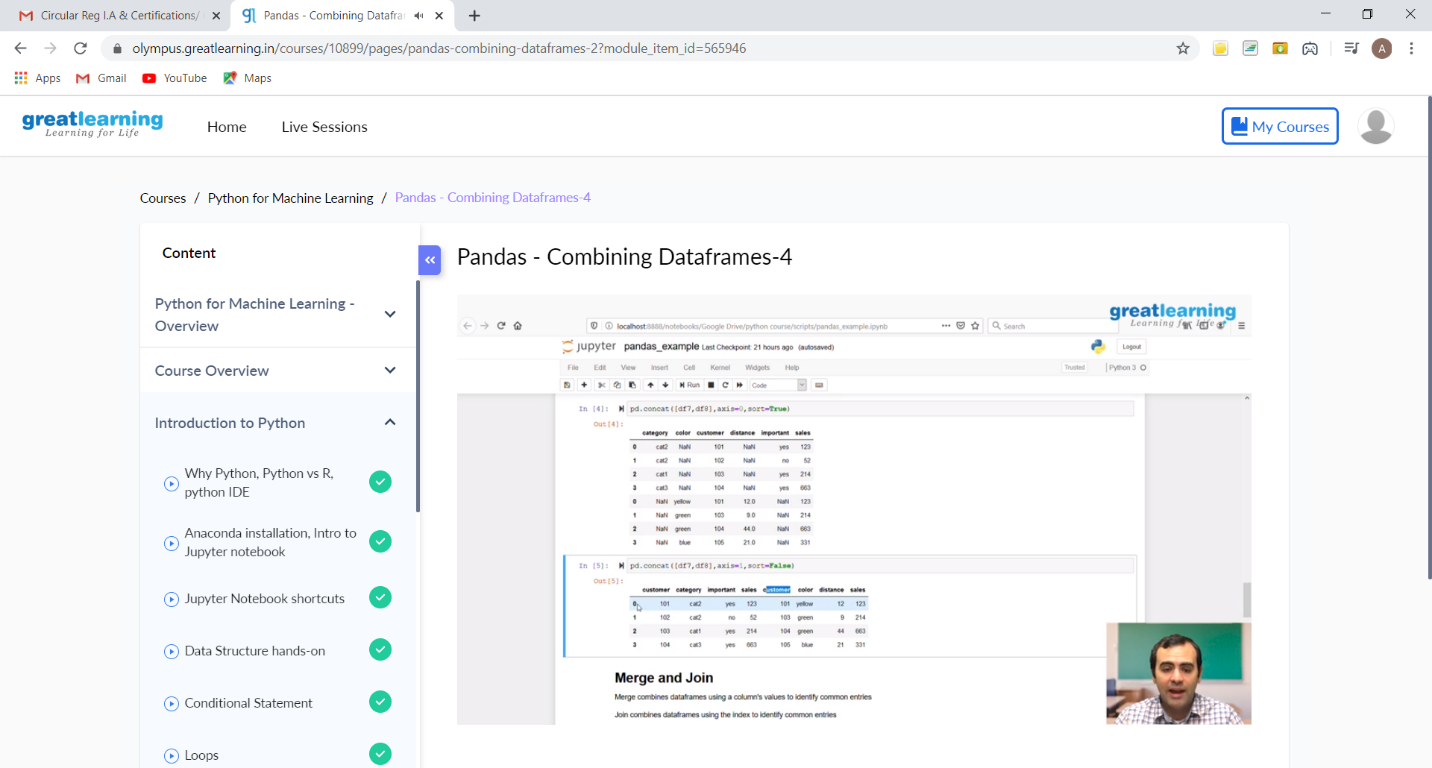 Circular Reg I.A & Certifications/
Pandas - Combining Datafrar
olympus.greatlearning.in/courses/10899/pages/pandas-combining-dataframes-2?module_item_id=565946
A
Apps Gmail YouTube Maps
greatlearning
Learning for Life
Home Live Sessions My Courses
Courses / Python for Machine Learning / Pandas - Combining Dataframes-4
Content
Python for Machine Learning -
Overview
Course Overview
Introduction to Python
Why Python, Python vs R,
python IDE
Anaconda installation, Intro to
Jupyter notebook
Jupyter Notebook shortcuts
Data Structure hands-on
Conditional Statement
Loops
Pandas - Combining Dataframes-4
greatlearning
Learning for Life
localhost:8888/notebooks/Google Drive/python course/scripts/pandas_example.ipynb
Search
jupyter pandas_example Last Checkpoint: 21 hours ago (autosaved) Logout
File Edit View Insert Cell Kernel Widgets Help Trusted Python 3
Run Code
In [4]: pd.concat([df7,df8],axis=0,sort=True)
Out[4]:
category color customer distance important sales
0 cat2 NaN 101 NaN yes 123
1 cat2 NaN 102 NaN no 52
2 cat1 NaN 103 NaN yes 214
3 cat3 NaN 104 NaN yes 663
0 NaN yellow 101 12.0 NaN 123
1 NaN green 103 9.0 NaN 214
2 NaN green 104 44.0 NaN 663
3 NaN blue 105 21.0 NaN 331
In [5]: pd.concat([df7,df8],axis=1,sort=False)
Out[5]:
customer category important sales customer color distance sales
0 101 cat2 yes 123 101 yellow 12 123
1 102 cat2 no 52 103 green 9 214
2 103 cat1 yes 214 104 green 44 663
3 104 cat3 yes 663 105 blue 21 331
Merge and Join
Merge combines dataframes using a column's values to identify common entries
Join combines dataframes using the index to identify common entries